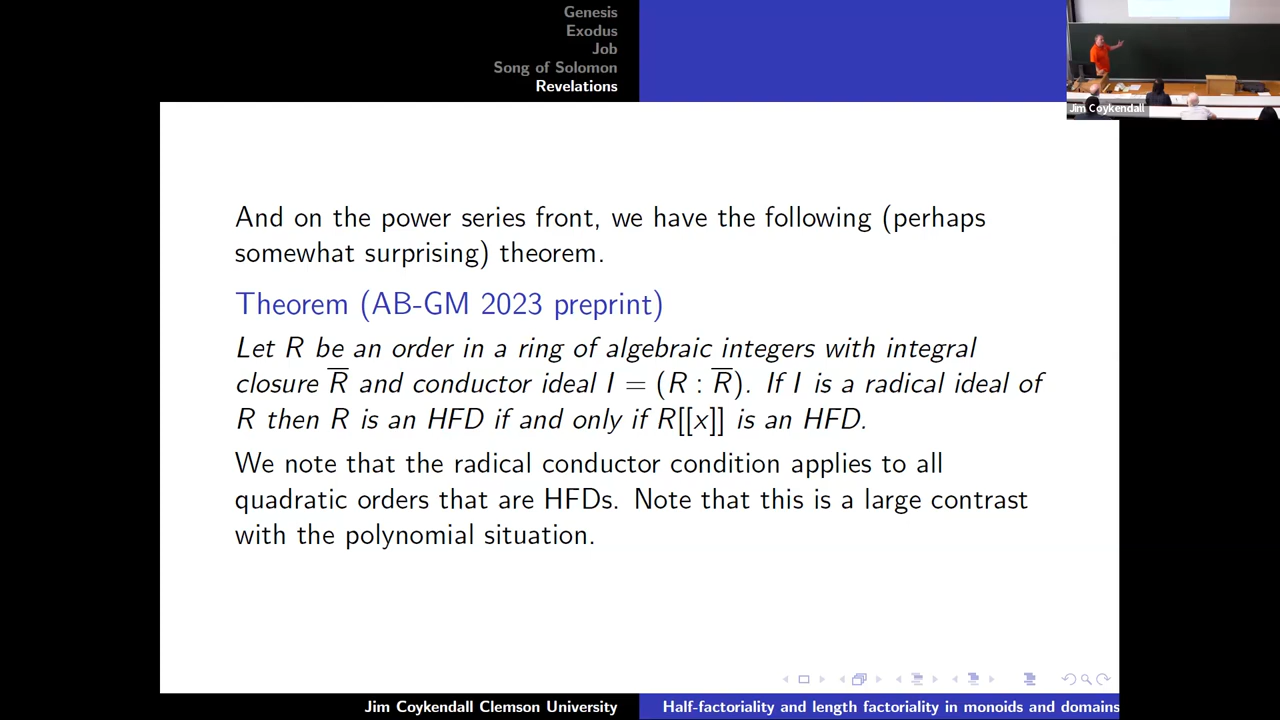 Genesis
Exodus
Job
Song of Solomon
Revelations
Jim Coykendall
And on the power series front, we have the following (perhaps
somewhat surprising) theorem.
Theorem (AB-GM 2023 preprint)
Let R be an order in a ring of algebraic integers with integral
closure R̅ and conductor ideal I = (R : R̅). If I is a radical ideal of
R then R is an HFD if and only if R[[x]] is an HFD.
We note that the radical conductor condition applies to all
quadratic orders that are HFDs. Note that this is a large contrast
with the polynomial situation.
Jim Coykendall Clemson University
Half-factoriality and length factoriality in monoids and domains